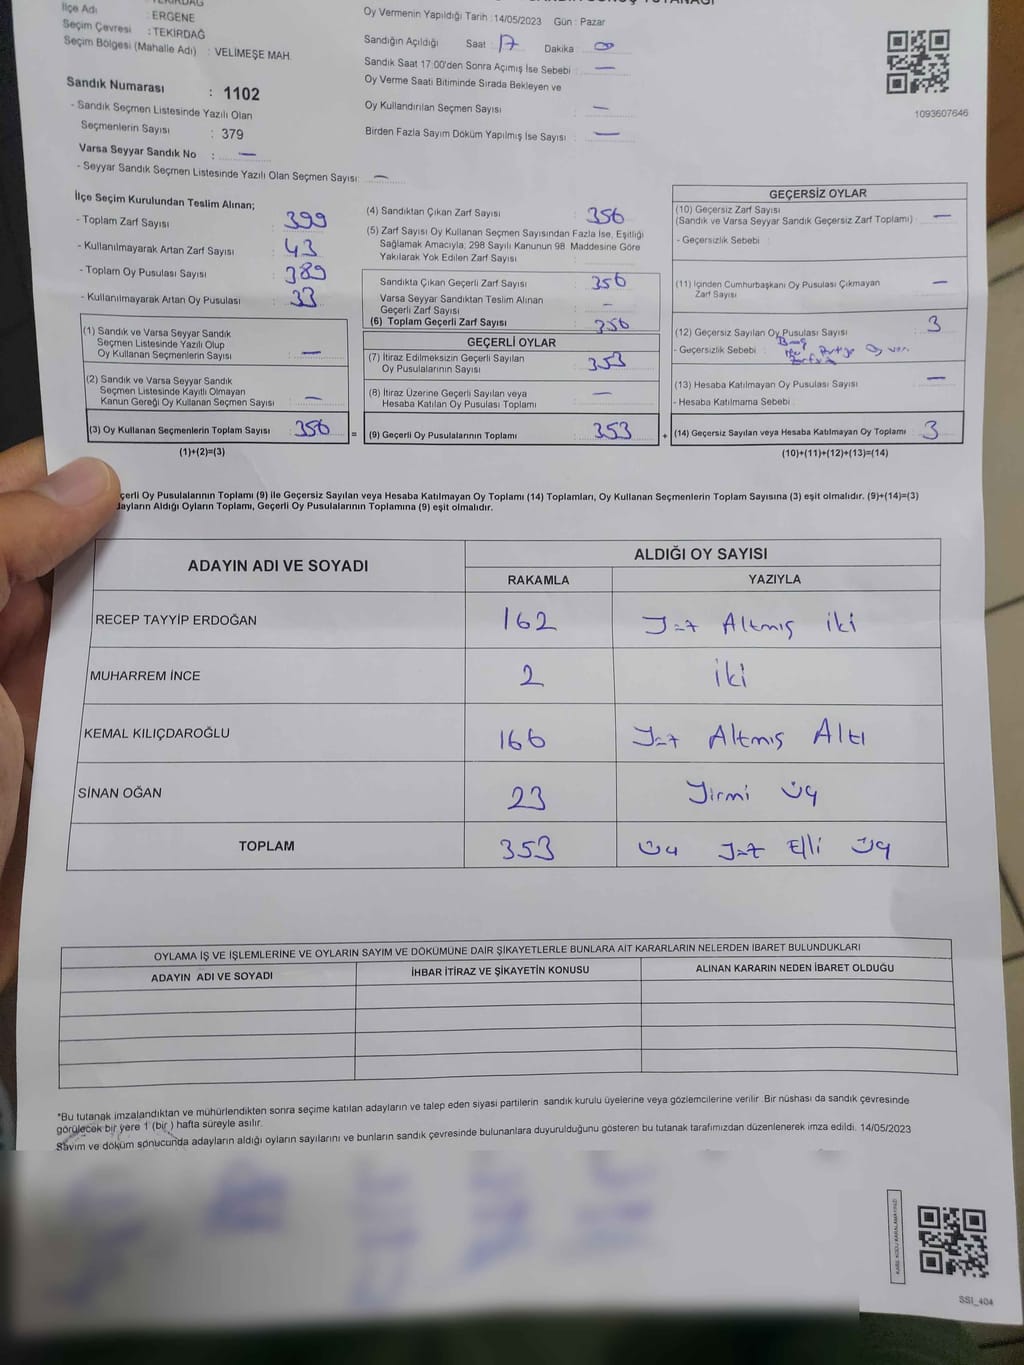 İlçe Adı : ERGENE
Seçim Çevresi : TEKİRDAĞ
Seçim Bölgesi (Mahalle Adı) : VELİMEŞE MAH.
Sandık Numarası : 1102
- Sandık Seçmen Listesinde Yazılı Olan
Seçmenlerin Sayısı : 379
Varsa Seyyar Sandık No : —
- Seyyar Sandık Seçmen Listesinde Yazılı Olan Seçmen Sayısı: —
Oy Vermenin Yapıldığı Tarih : 14/05/2023 Gün : Pazar
Sandığın Açıldığı Saat : 17 Dakika : 00
Sandık Saat 17:00'den Sonra Açılmış İse Sebebi : —
Oy Verme Saati Bitiminde Sırada Bekleyen ve
Oy Kullandırılan Seçmen Sayısı : —
Birden Fazla Sayım Döküm Yapılmış İse Sayısı : —
1093607646
İlçe Seçim Kurulundan Teslim Alınan;
- Toplam Zarf Sayısı : 399
- Kullanılmayarak Artan Zarf Sayısı : 43
- Toplam Oy Pusulası Sayısı : 389
- Kullanılmayarak Artan Oy Pusulası : 33
(1) Sandık ve Varsa Seyyar Sandık
Seçmen Listesinde Yazılı Olup
Oy Kullanan Seçmenlerin Sayısı : —
(2) Sandık ve Varsa Seyyar Sandık
Seçmen Listesinde Kayıtlı Olmayan
Kanun Gereği Oy Kullanan Seçmen Sayısı : —
(3) Oy Kullanan Seçmenlerin Toplam Sayısı : 356
(1)+(2)=(3)
(4) Sandıktan Çıkan Zarf Sayısı : 356
(5) Zarf Sayısı Oy Kullanan Seçmen Sayısından Fazla İse, Eşitliği
Sağlamak Amacıyla; 298 Sayılı Kanunun 98. Maddesine Göre
Yakılarak Yok Edilen Zarf Sayısı :
Sandıkta Çıkan Geçerli Zarf Sayısı : 356
Varsa Seyyar Sandıktan Teslim Alınan
Geçerli Zarf Sayısı : —
(6) Toplam Geçerli Zarf Sayısı : 356
GEÇERLİ OYLAR
(7) İtiraz Edilmeksizin Geçerli Sayılan
Oy Pusulalarının Sayısı : 353
(8) İtiraz Üzerine Geçerli Sayılan veya
Hesaba Katılan Oy Pusulası Toplamı : —
= (9) Geçerli Oy Pusulalarının Toplamı : 353 +
GEÇERSİZ OYLAR
(10) Geçersiz Zarf Sayısı
(Sandık ve Varsa Seyyar Sandık Geçersiz Zarf Toplamı) : —
- Geçersizlik Sebebi :
(11) İçinden Cumhurbaşkanı Oy Pusulası Çıkmayan
Zarf Sayısı : —
(12) Geçersiz Sayılan Oy Pusulası Sayısı : 3
- Geçersizlik Sebebi :
(13) Hesaba Katılmayan Oy Pusulası Sayısı : —
- Hesaba Katılmama Sebebi :
(14) Geçersiz Sayılan veya Hesaba Katılmayan Oy Toplamı : 3
(10)+(11)+(12)+(13)=(14)
çerli Oy Pusulalarının Toplamı (9) ile Geçersiz Sayılan veya Hesaba Katılmayan Oy Toplamı (14) Toplamları, Oy Kullanan Seçmenlerin Toplam Sayısına (3) eşit olmalıdır. (9)+(14)=(3)
dayların Aldığı Oyların Toplamı, Geçerli Oy Pusulalarının Toplamına (9) eşit olmalıdır.
ADAYIN ADI VE SOYADI ALDIĞI OY SAYISI
RAKAMLA YAZIYLA
RECEP TAYYİP ERDOĞAN 162 Yüz Altmış iki
MUHARREM İNCE 2 iki
KEMAL KILIÇDAROĞLU 166 Yüz Altmış Altı
SİNAN OĞAN 23 Yirmi üç
TOPLAM 353 üç Yüz Elli üç
OYLAMA İŞ VE İŞLEMLERİNE VE OYLARIN SAYIM VE DÖKÜMÜNE DAİR ŞİKAYETLERLE BUNLARA AİT KARARLARIN NELERDEN İBARET BULUNDUKLARI
ADAYIN ADI VE SOYADI İHBAR İTİRAZ VE ŞİKAYETİN KONUSU ALINAN KARARIN NEDEN İBARET OLDUĞU
*Bu tutanak imzalandıktan ve mühürlendikten sonra seçime katılan adayların ve talep eden siyasi partilerin sandık kurulu üyelerine veya gözlemcilerine verilir. Bir nüshası da sandık çevresinde
görülecek bir yere 1 (bir) hafta süreyle asılır.
Sayım ve döküm sonucunda adayların aldığı oyların sayılarını ve bunların sandık çevresinde bulunanlara duyurulduğunu gösteren bu tutanak tarafımızdan düzenlenerek imza edildi. 14/05/2023
SSI_404